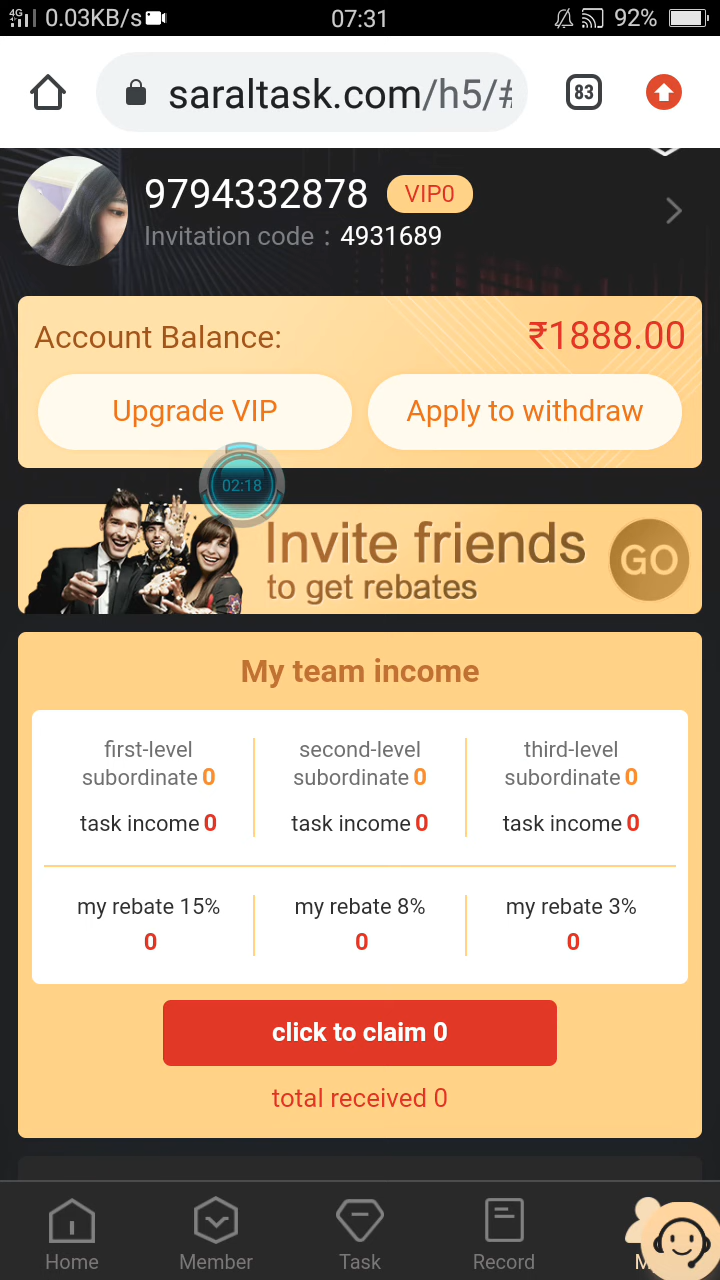 4G 0.03KB/s 07:31 92%
saraltask.com/h5/#
83
9794332878 VIP0
Invitation code : 4931689
Account Balance: ₹1888.00
Upgrade VIP Apply to withdraw
02:18
Invite friends
to get rebates
GO
My team income
first-level
subordinate 0
task income 0
second-level
subordinate 0
task income 0
third-level
subordinate 0
task income 0
my rebate 15%
0
my rebate 8%
0
my rebate 3%
0
click to claim 0
total received 0
Home Member Task Record